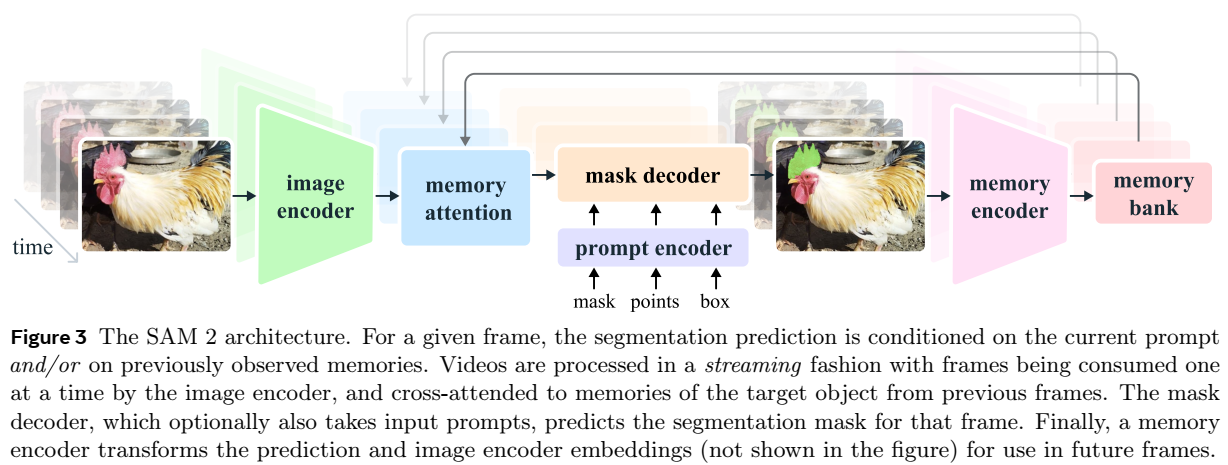 time
image
encoder
memory
attention
mask decoder
prompt encoder
mask points box
memory
encoder
memory
bank
Figure 3 The SAM 2 architecture. For a given frame, the segmentation prediction is conditioned on the current prompt
and/or on previously observed memories. Videos are processed in a streaming fashion with frames being consumed one
at a time by the image encoder, and cross-attended to memories of the target object from previous frames. The mask
decoder, which optionally also takes input prompts, predicts the segmentation mask for that frame. Finally, a memory
encoder transforms the prediction and image encoder embeddings (not shown in the figure) for use in future frames.